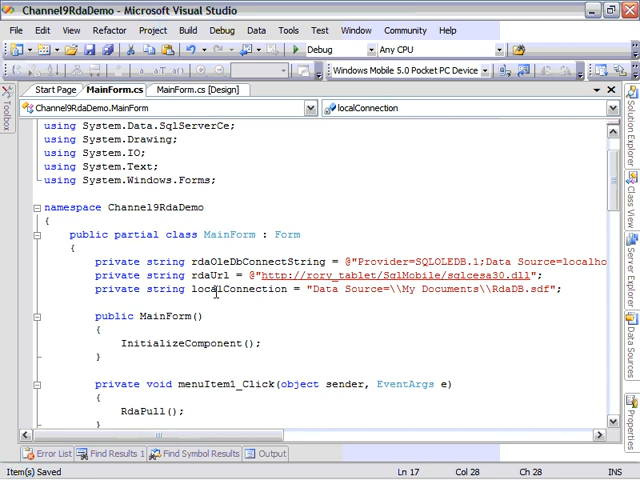 Channel9RdaDemo - Microsoft Visual Studio
File Edit View Refactor Project Build Debug Data Tools Test Window Community Help
Debug Any CPU
Windows Mobile 5.0 Pocket PC Device
Start Page MainForm.cs MainForm.cs [Design]
Channel9RdaDemo.MainForm localConnection
using System.Data.SqlServerCe;
using System.Drawing;
using System.IO;
using System.Text;
using System.Windows.Forms;
namespace Channel9RdaDemo
{
public partial class MainForm : Form
{
private string rdaOleDbConnectString = @"Provider=SQLOLEDB.1;Data Source=localho
private string rdaUrl = @"http://rory_tablet/SqlMobile/sqlcesa30.dll";
private string localConnection = "Data Source=\\My Documents\\RdaDB.sdf";
public MainForm()
{
InitializeComponent();
}
private void menuItem1_Click(object sender, EventArgs e)
{
RdaPull();
}
Toolbox
Solution Explorer
Class View
Data Sources
Properties
Error List Find Results 1 Find Symbol Results Output
Item(s) Saved Ln 17 Col 28 Ch 28 INS